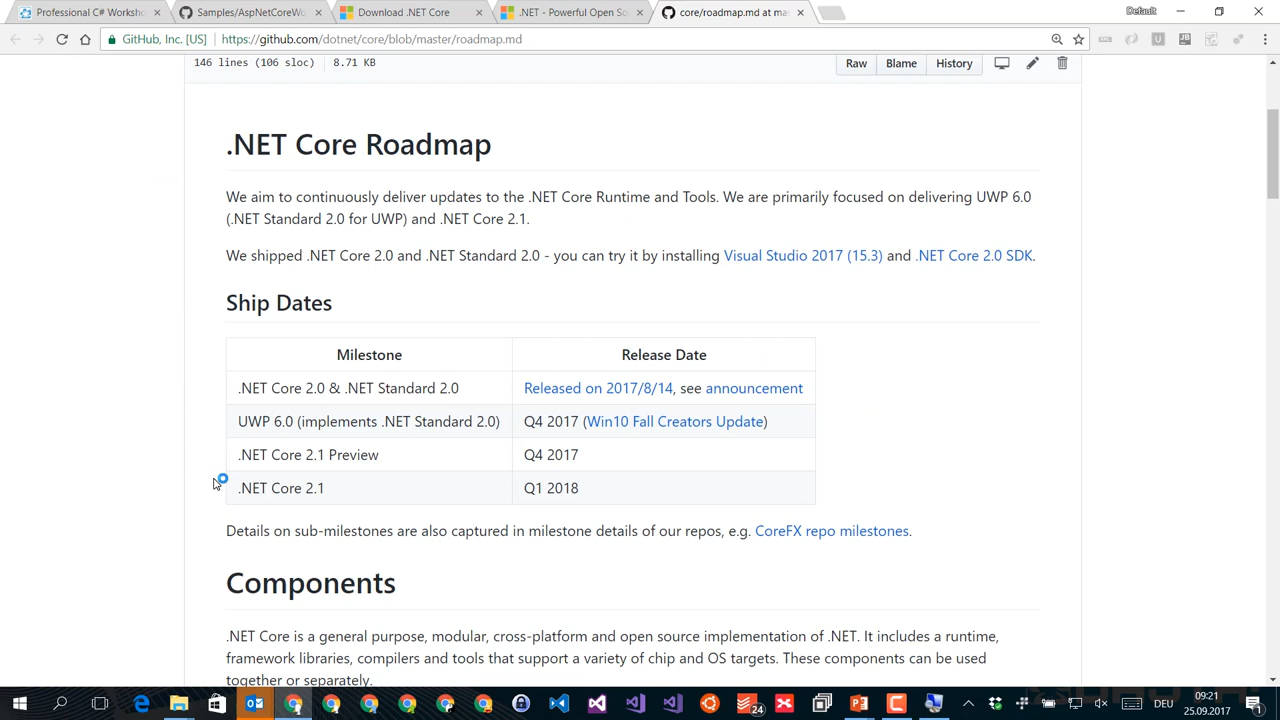 Professional C# Worksho
Samples/AspNetCoreWo
Download .NET Core
.NET - Powerful Open So
core/roadmap.md at mas
Default
GitHub, Inc. [US]
https://github.com/dotnet/core/blob/master/roadmap.md
146 lines (106 sloc)
8.71 KB
Raw
Blame
History
.NET Core Roadmap
We aim to continuously deliver updates to the .NET Core Runtime and Tools. We are primarily focused on delivering UWP 6.0
(.NET Standard 2.0 for UWP) and .NET Core 2.1.
We shipped .NET Core 2.0 and .NET Standard 2.0 - you can try it by installing Visual Studio 2017 (15.3) and .NET Core 2.0 SDK.
Ship Dates
Milestone
Release Date
.NET Core 2.0 & .NET Standard 2.0
Released on 2017/8/14, see announcement
UWP 6.0 (implements .NET Standard 2.0)
Q4 2017 (Win10 Fall Creators Update)
.NET Core 2.1 Preview
Q4 2017
.NET Core 2.1
Q1 2018
Details on sub-milestones are also captured in milestone details of our repos, e.g. CoreFX repo milestones.
Components
.NET Core is a general purpose, modular, cross-platform and open source implementation of .NET. It includes a runtime,
framework libraries, compilers and tools that support a variety of chip and OS targets. These components can be used
together or separately.
24
DEU
09:21
25.09.2017
1